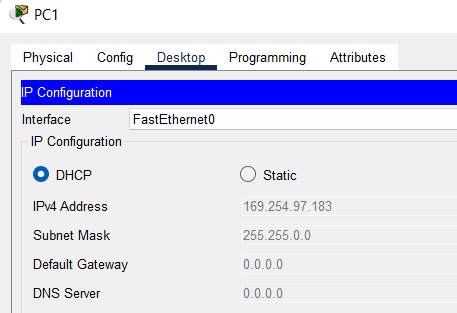 PC1
Physical Config Desktop Programming Attributes
IP Configuration
Interface FastEthernet0
IP Configuration
DHCP Static
IPv4 Address 169.254.97.183
Subnet Mask 255.255.0.0
Default Gateway 0.0.0.0
DNS Server 0.0.0.0